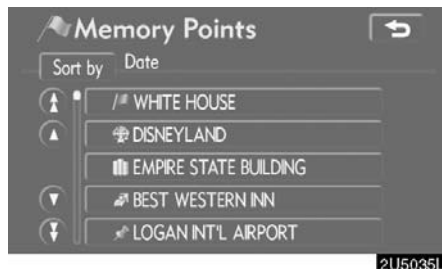 Memory Points
Sort by Date
WHITE HOUSE
DISNEYLAND
EMPIRE STATE BUILDING
BEST WESTERN INN
LOGAN INT'L AIRPORT
2U5035I